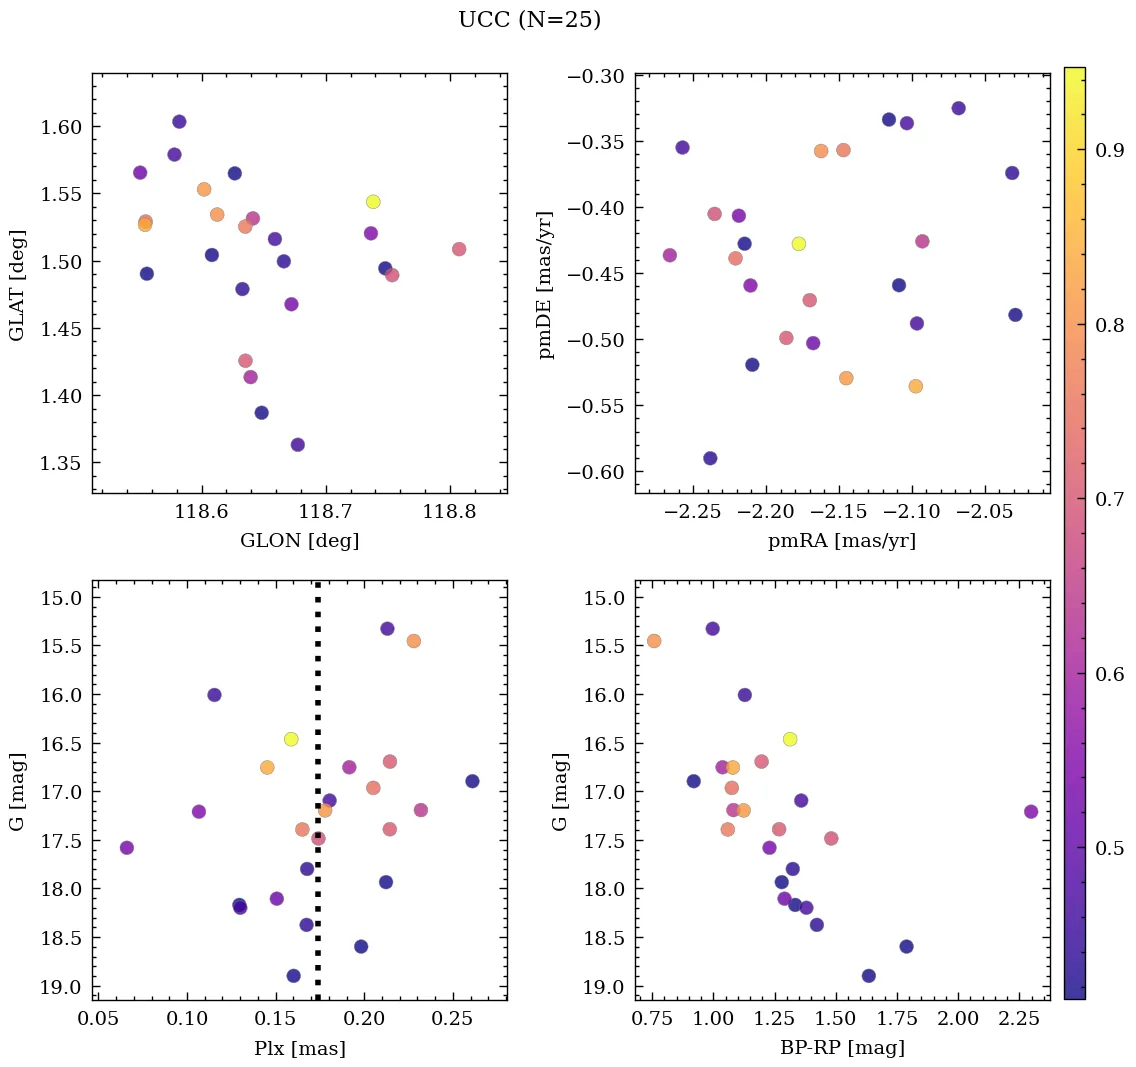 UCC (N=25)
1.60
1.55
1.50
1.45
1.40
1.35
GLAT [deg]
118.6 118.7 118.8
GLON [deg]
−0.30
−0.35
−0.40
−0.45
−0.50
−0.55
−0.60
pmDE [mas/yr]
−2.25 −2.20 −2.15 −2.10 −2.05
pmRA [mas/yr]
0.9
0.8
0.7
0.6
0.5
15.0
15.5
16.0
16.5
17.0
17.5
18.0
18.5
19.0
G [mag]
0.05 0.10 0.15 0.20 0.25
Plx [mas]
15.0
15.5
16.0
16.5
17.0
17.5
18.0
18.5
19.0
G [mag]
0.75 1.00 1.25 1.50 1.75 2.00 2.25
BP-RP [mag]